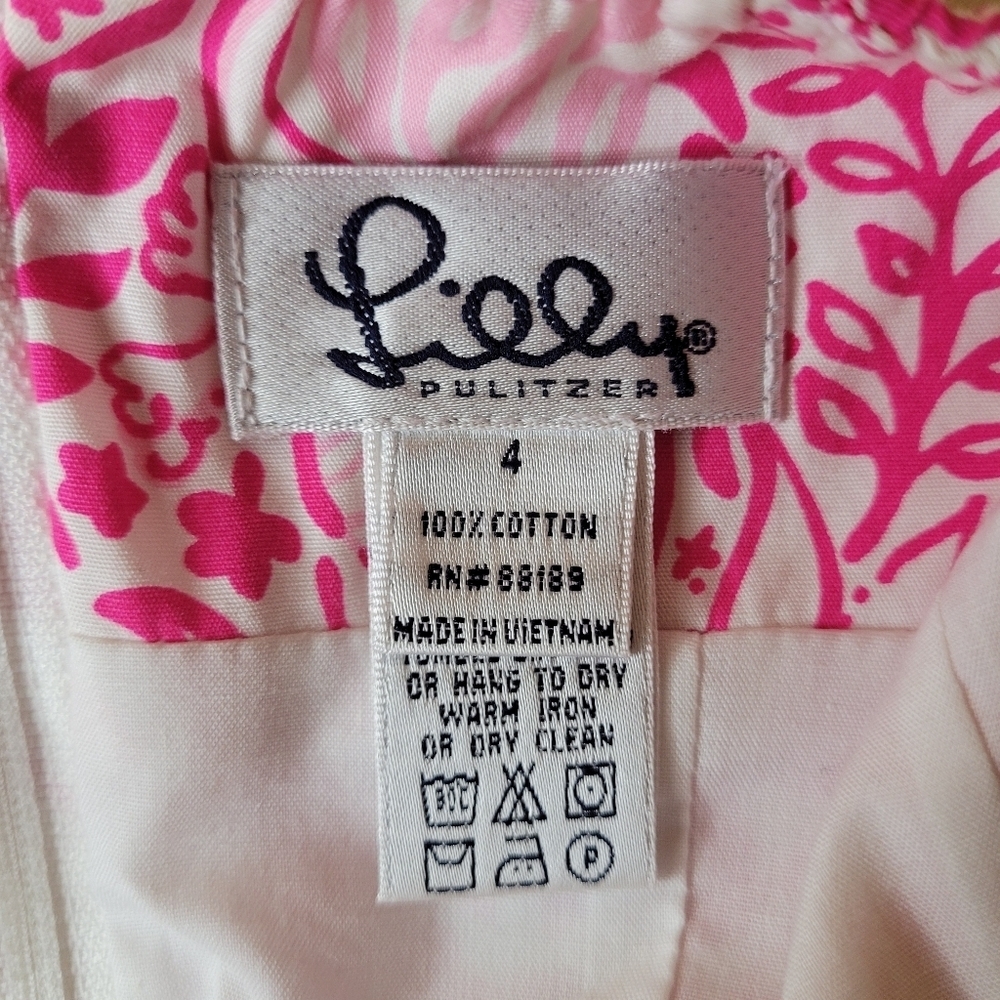 Lilly®
PULITZER
4
100% COTTON
RN# 88189
MADE IN VIETNAM
OR HANG TO DRY
WARM IRON
OR DRY CLEAN
30C
P